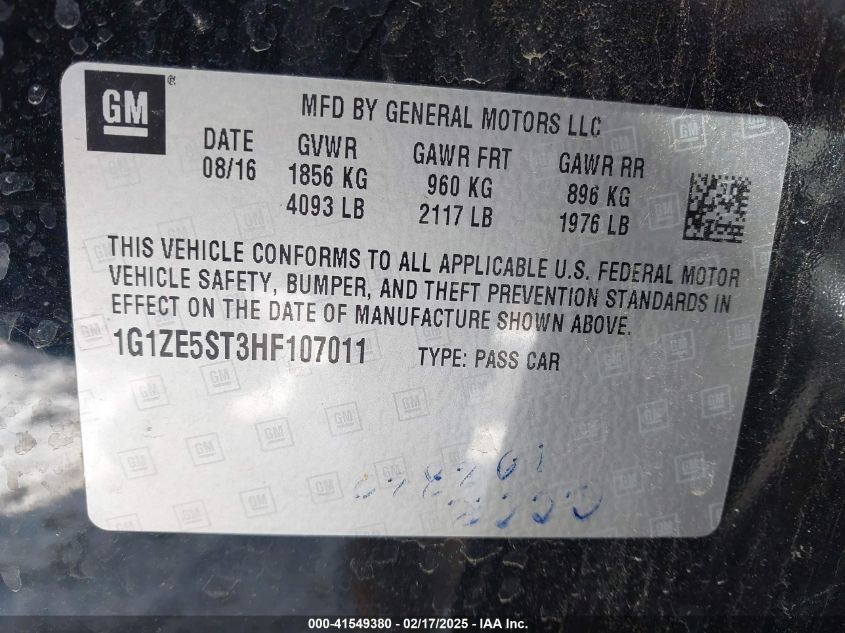 GM ®
MFD BY GENERAL MOTORS LLC
DATE GVWR GAWR FRT GAWR RR
08/16 1856 KG 960 KG 896 KG
4093 LB 2117 LB 1976 LB
THIS VEHICLE CONFORMS TO ALL APPLICABLE U.S. FEDERAL MOTOR
VEHICLE SAFETY, BUMPER, AND THEFT PREVENTION STANDARDS IN
EFFECT ON THE DATE OF MANUFACTURE SHOWN ABOVE.
1G1ZE5ST3HF107011 TYPE: PASS CAR
000-41549380 - 02/17/2025 - IAAI.com